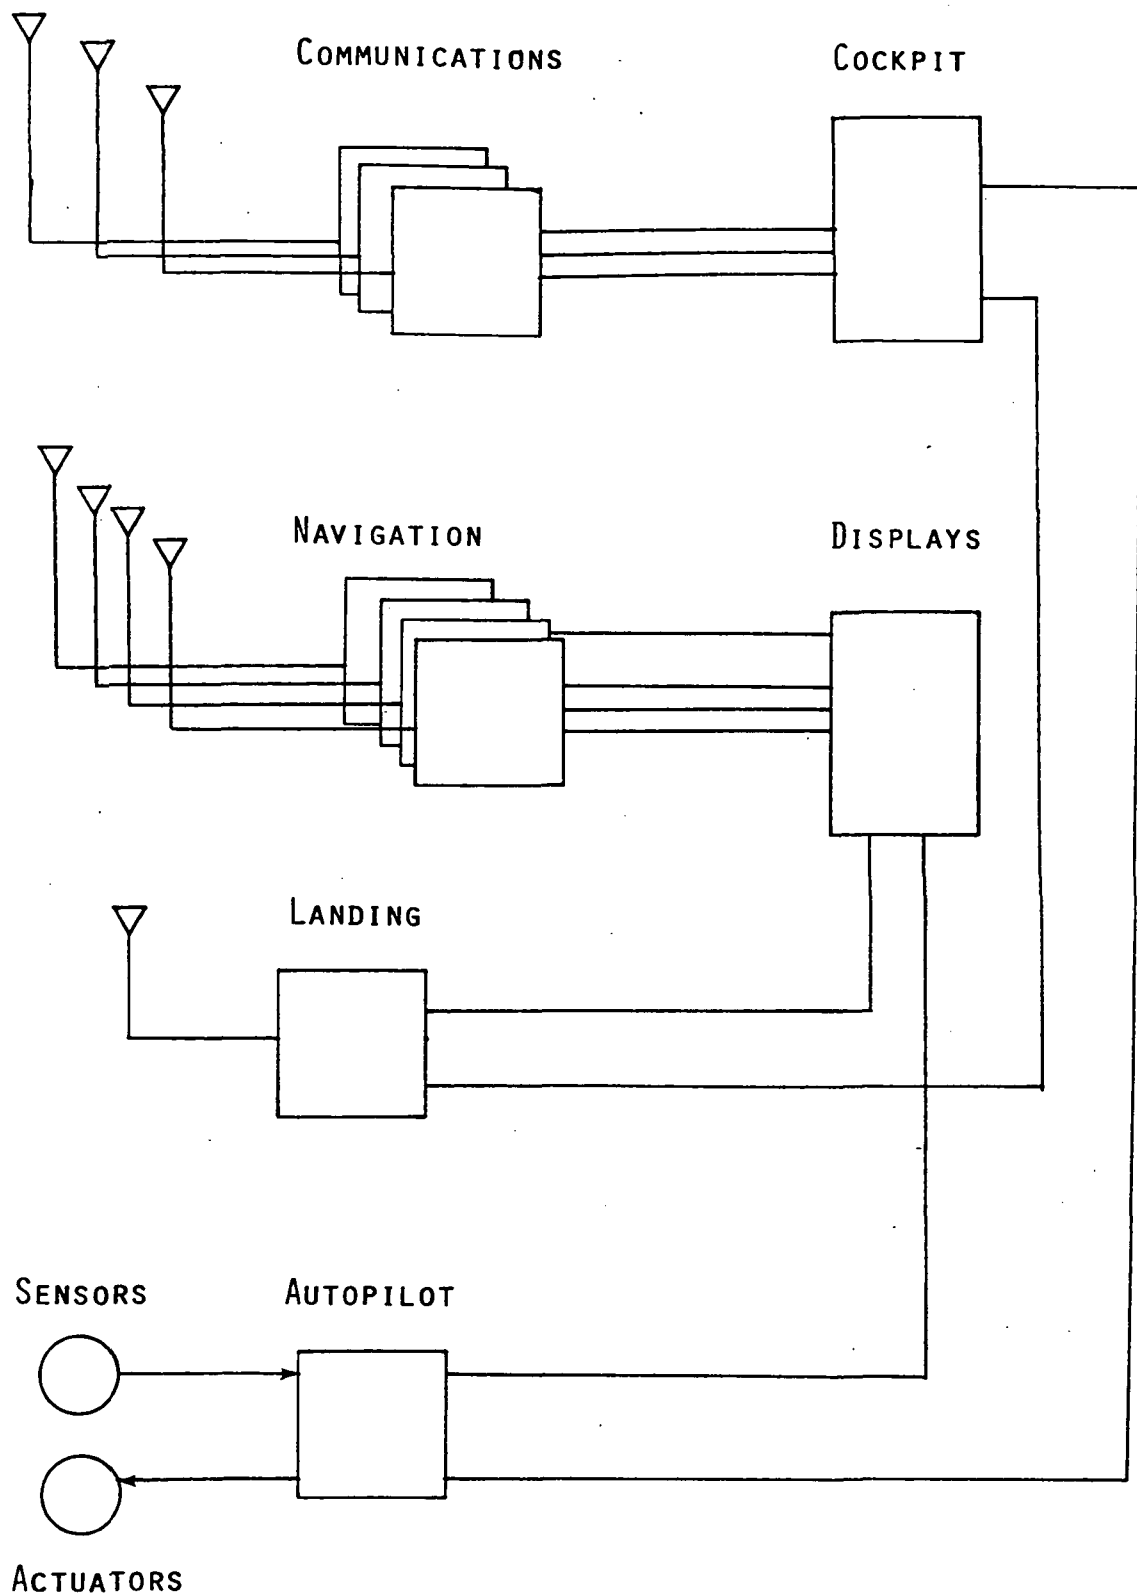 COMMUNICATIONS
COCKPIT
NAVIGATION
DISPLAYS
LANDING
SENSORS
AUTOPILOT
ACTUATORS